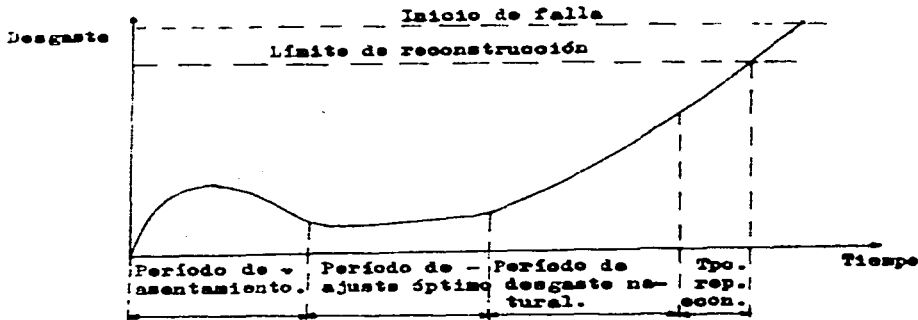 Inicio de falla
Desgaste
Límite de reconstrucción
Tiempo
Período de asentamiento.
Período de - ajuste óptimo
Período de desgaste na- tural.
Tpo. rep. econ.